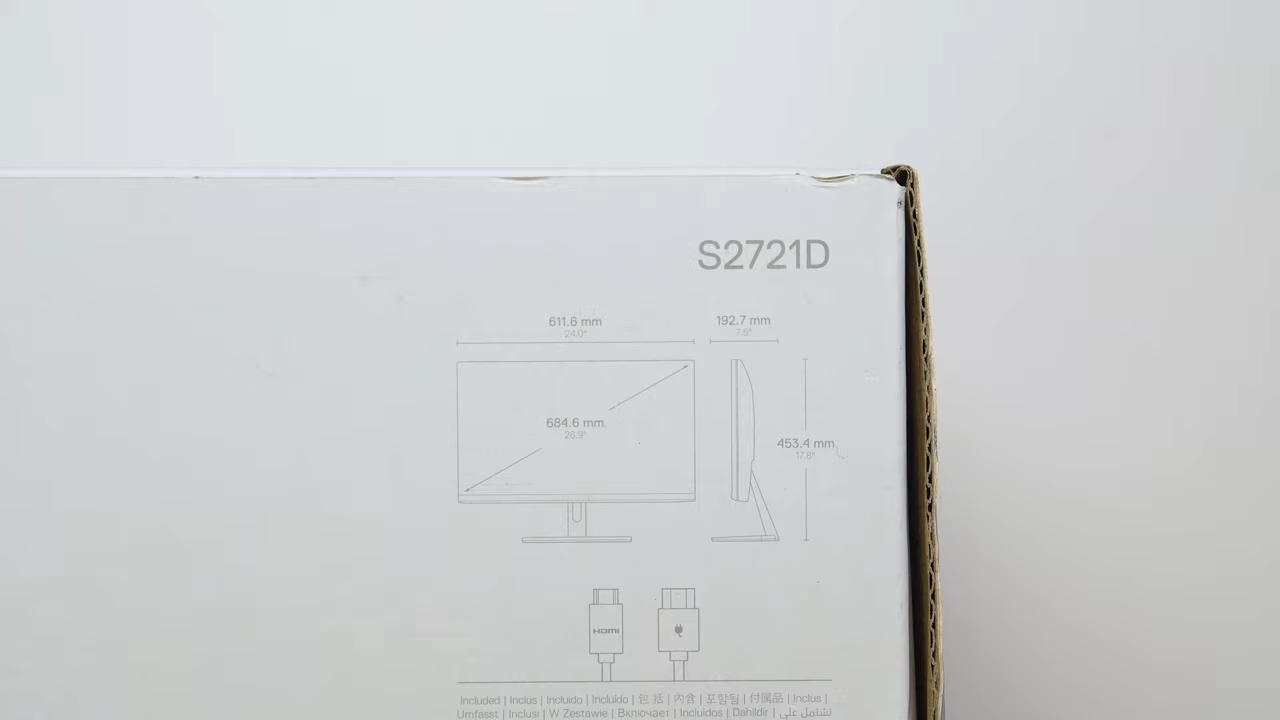 S2721D
611.6 mm
24.0"
192.7 mm
7.6"
684.6 mm
26.9"
453.4 mm
17.8"
HDMI
Included | Inclus | Incluido | Incluído | 包括 | 內含 | 포함됨 | 付属品 | Inclus |
Umfasst | Inclusi | W Zestawie | Включает | Incluídos | Dahildir | تشتمل على